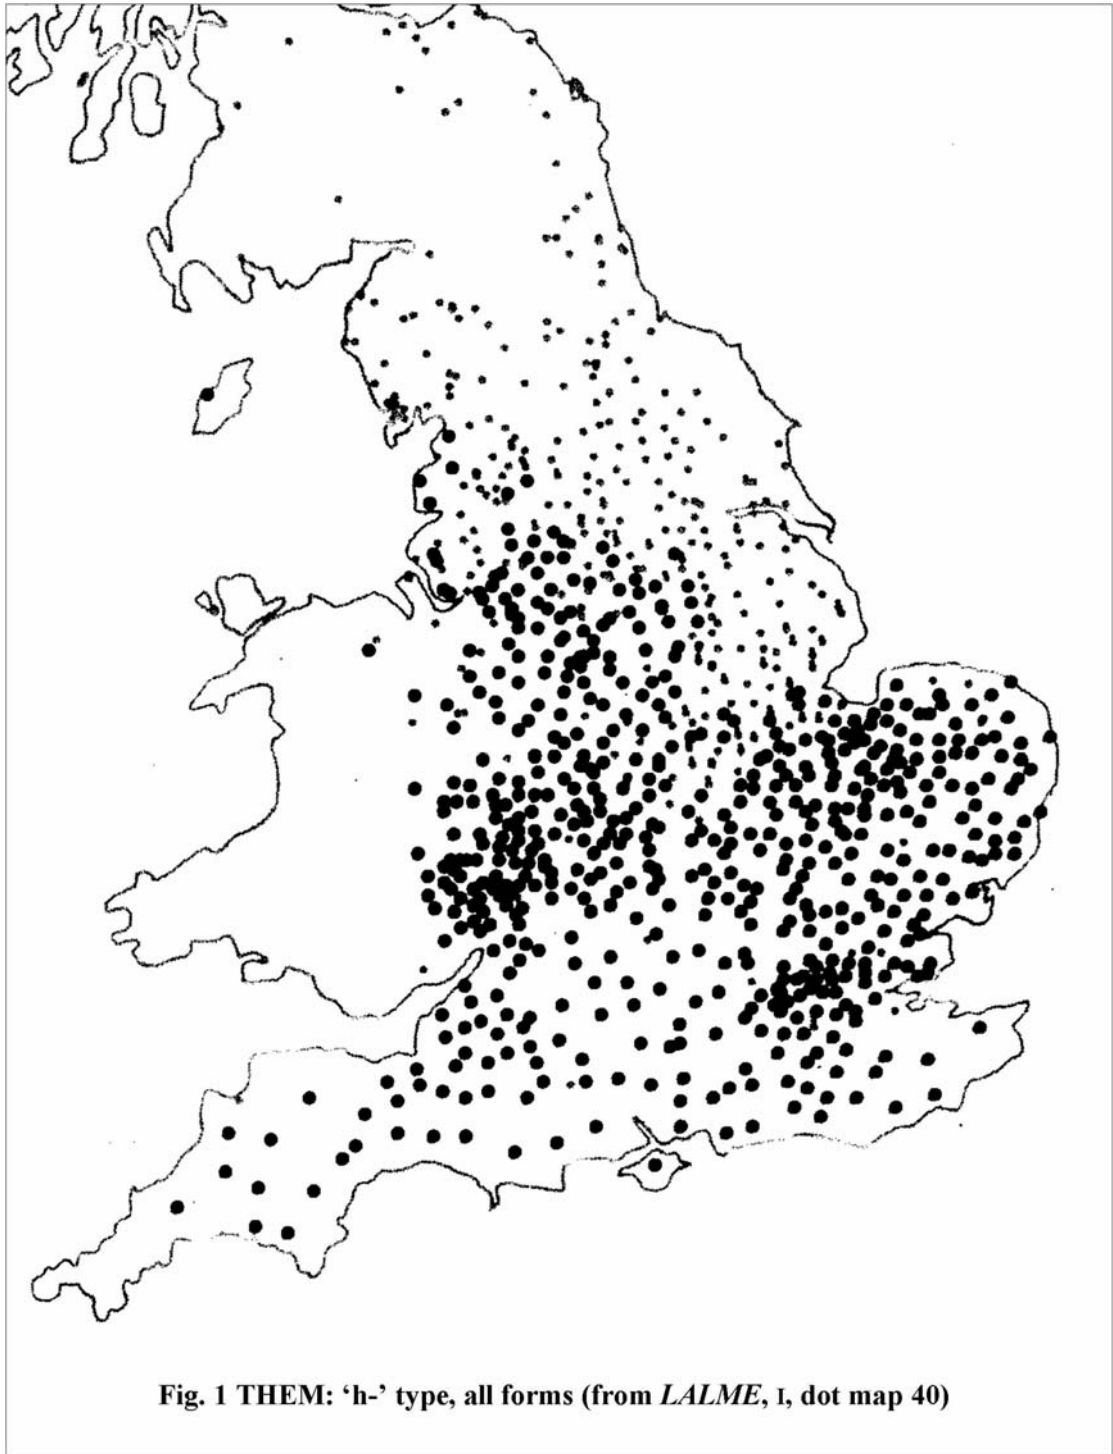 Fig. 1 THEM: ‘h-’ type, all forms (from LALME, I, dot map 40)